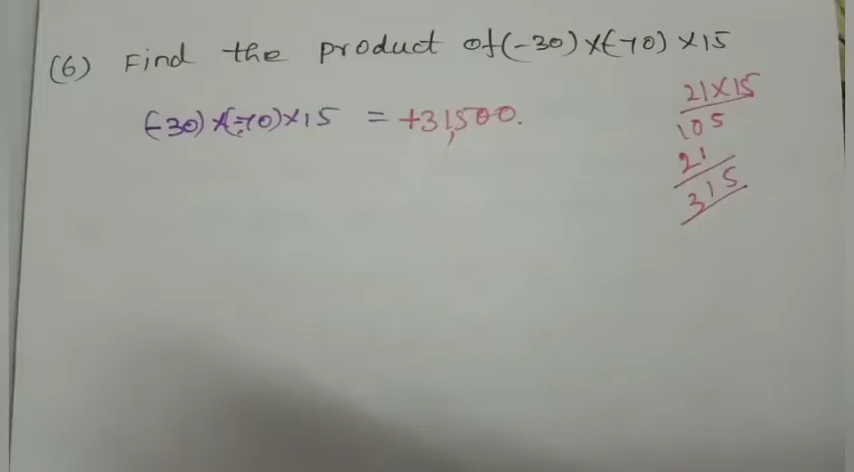 (6) Find the product of (-30) × (-70) × 15
(-30) × (-70) × 15 = +31,500.
21×15
105
21
315